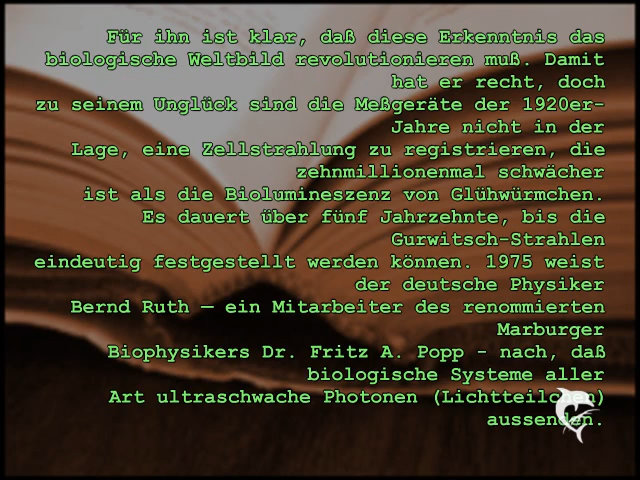 Für ihn ist klar, daß diese Erkenntnis das
biologische Weltbild revolutionieren muß. Damit
hat er recht, doch
zu seinem Unglück sind die Meßgeräte der 1920er-
Jahre nicht in der
Lage, eine Zellstrahlung zu registrieren, die
zehnmillionenmal schwächer
ist als die Biolumineszenz von Glühwürmchen.
Es dauert über fünf Jahrzehnte, bis die
Gurwitsch-Strahlen
eindeutig festgestellt werden können. 1975 weist
der deutsche Physiker
Bernd Ruth — ein Mitarbeiter des renommierten
Marburger
Biophysikers Dr. Fritz A. Popp - nach, daß
biologische Systeme aller
Art ultraschwache Photonen (Lichtteilchen)
aussenden.